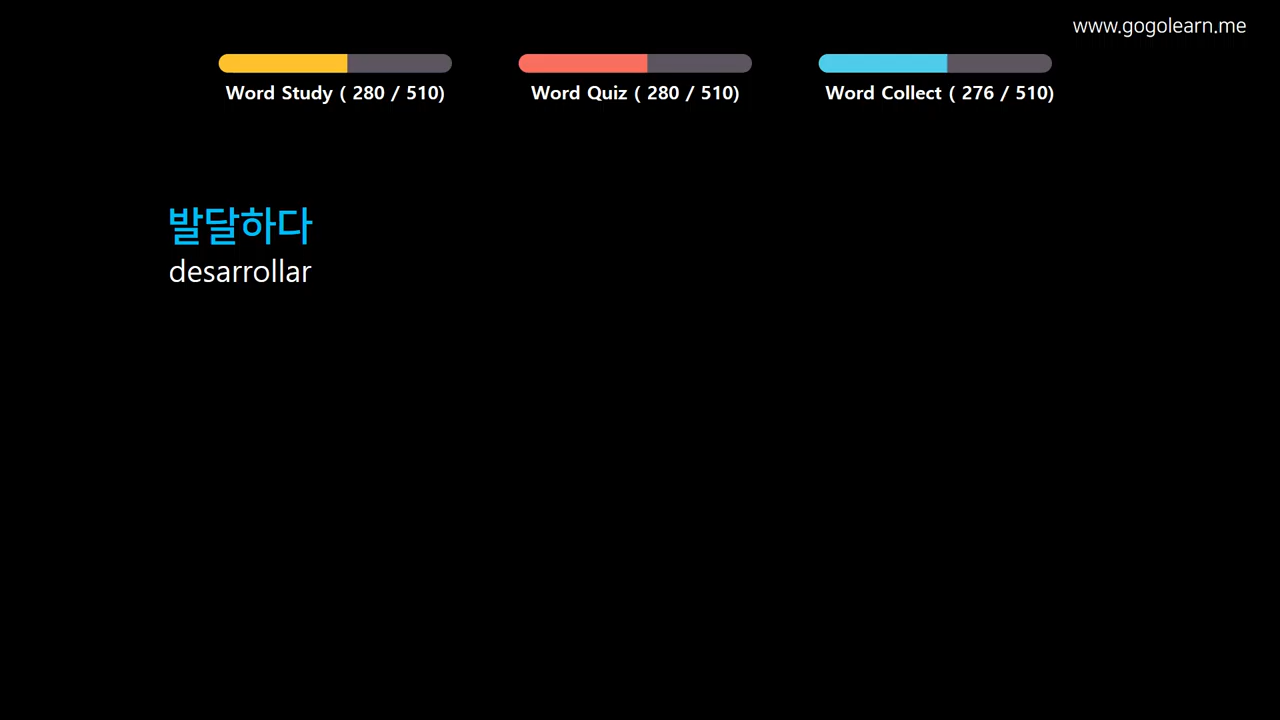 www.gogolearn.me
Word Study ( 280 / 510)
Word Quiz ( 280 / 510)
Word Collect ( 276 / 510)
발달하다
desarrollar